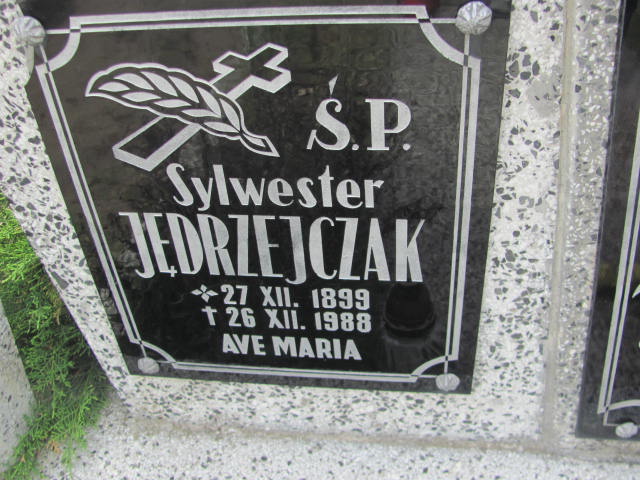 Ś.P.
Sylwester
JĘDRZEJCZAK
27 XII. 1899
† 26 XII. 1988
AVE MARIA